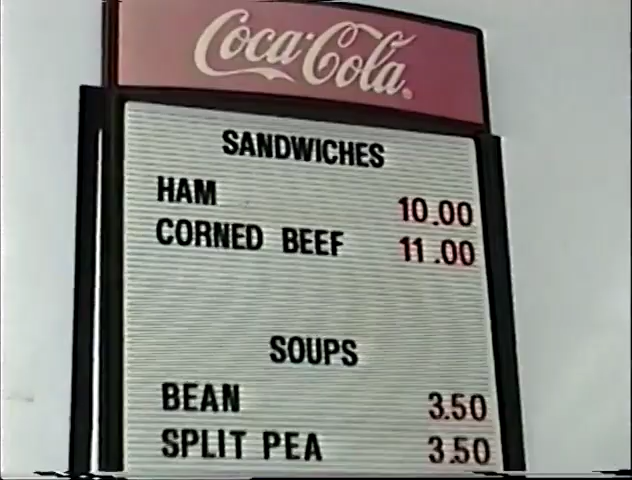 Coca-Cola
SANDWICHES
HAM 10.00
CORNED BEEF 11.00
SOUPS
BEAN 3.50
SPLIT PEA 3.50